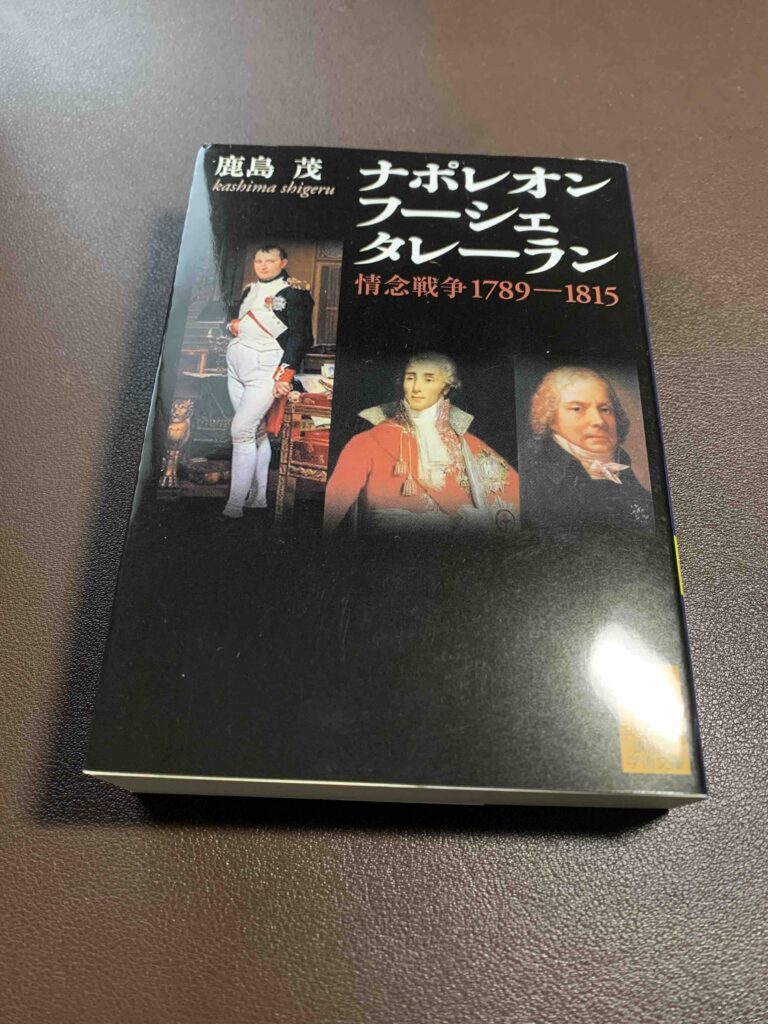 鹿島 茂
kashima shigeru
ナポレオン
フーシェ
タレーラン
情念戦争1789—1815